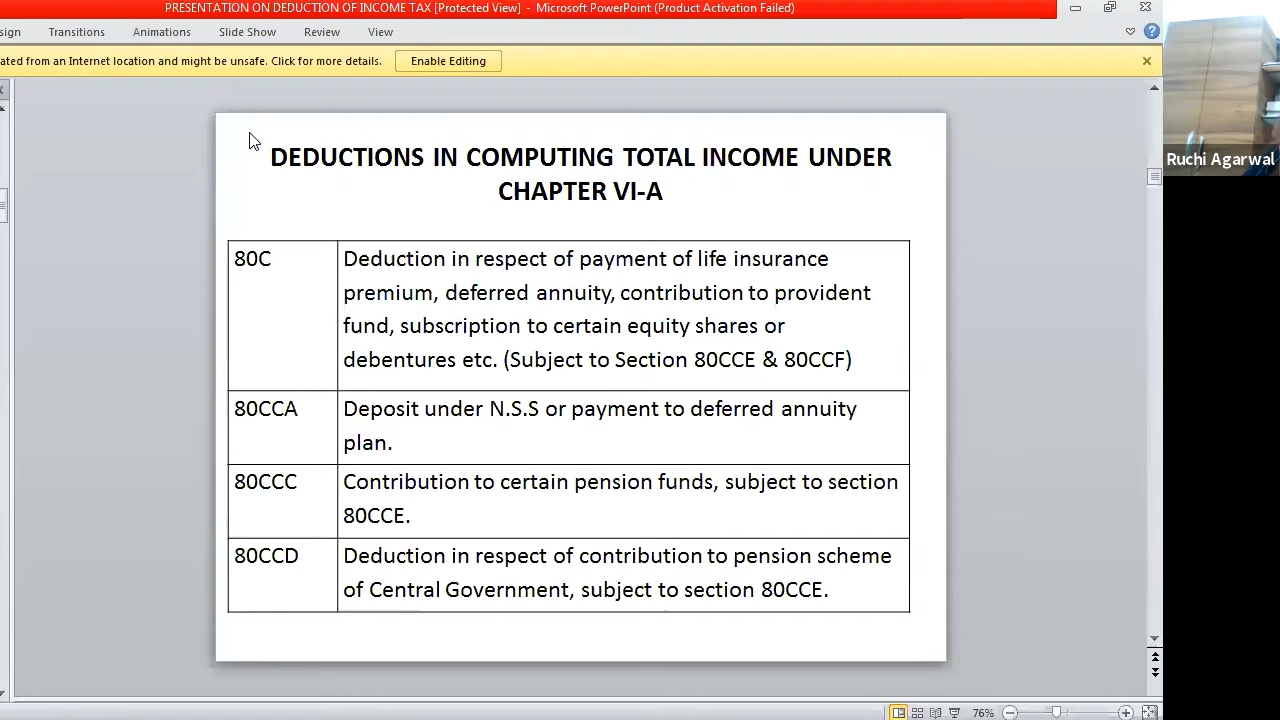 PRESENTATION ON DEDUCTION OF INCOME TAX [Protected View] - Microsoft PowerPoint (Product Activation Failed)
sign Transitions Animations Slide Show Review View
ated from an Internet location and might be unsafe. Click for more details. Enable Editing
Ruchi Agarwal
DEDUCTIONS IN COMPUTING TOTAL INCOME UNDER
CHAPTER VI-A
80C Deduction in respect of payment of life insurance
premium, deferred annuity, contribution to provident
fund, subscription to certain equity shares or
debentures etc. (Subject to Section 80CCE & 80CCF)
80CCA Deposit under N.S.S or payment to deferred annuity
plan.
80CCC Contribution to certain pension funds, subject to section
80CCE.
80CCD Deduction in respect of contribution to pension scheme
of Central Government, subject to section 80CCE.
76%